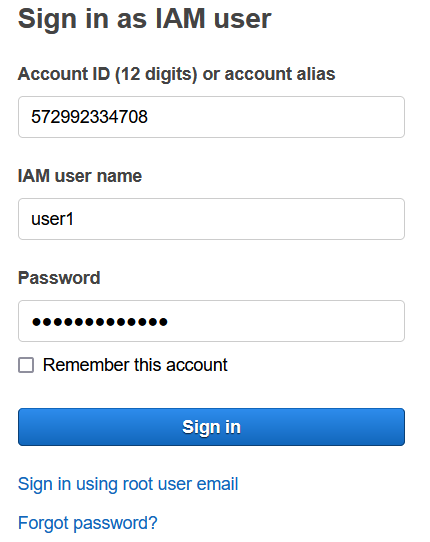 Sign in as IAM user
Account ID (12 digits) or account alias
572992334708
IAM user name
user1
Password
●●●●●●●●●●●●●
Remember this account
Sign in
Sign in using root user email
Forgot password?